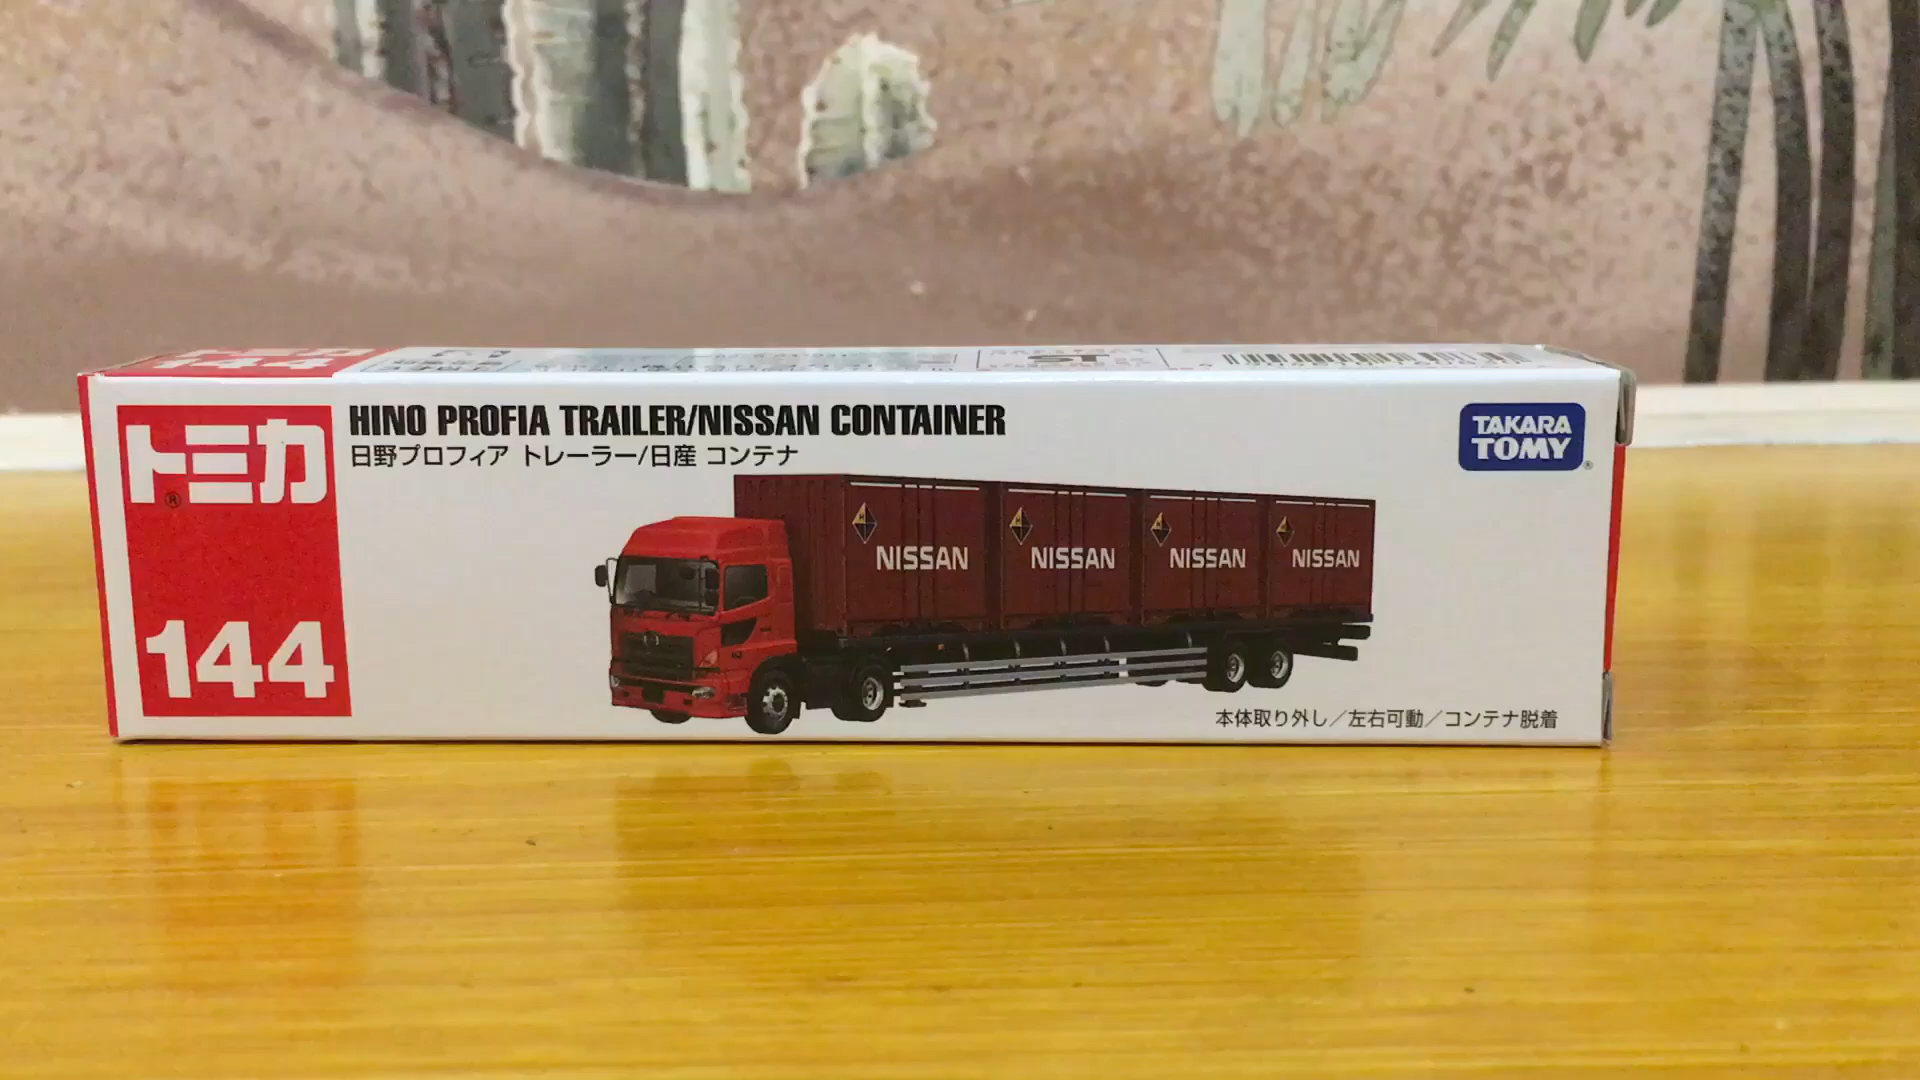 ST
トミカ
®
144
HINO PROFIA TRAILER/NISSAN CONTAINER
日野プロフィア トレーラー/日産 コンテナ
TAKARA
TOMY®
NISSAN
NISSAN
NISSAN
NISSAN
本体取り外し／左右可動／コンテナ脱着